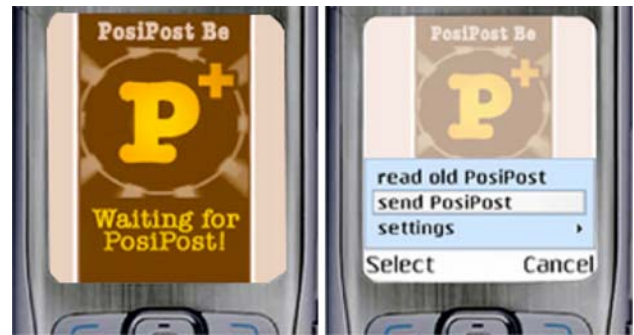 PosiPost Be
P+
Waiting for
PosiPost!
PosiPost Be
P+
read old PosiPost
send PosiPost
settings
Select Cancel